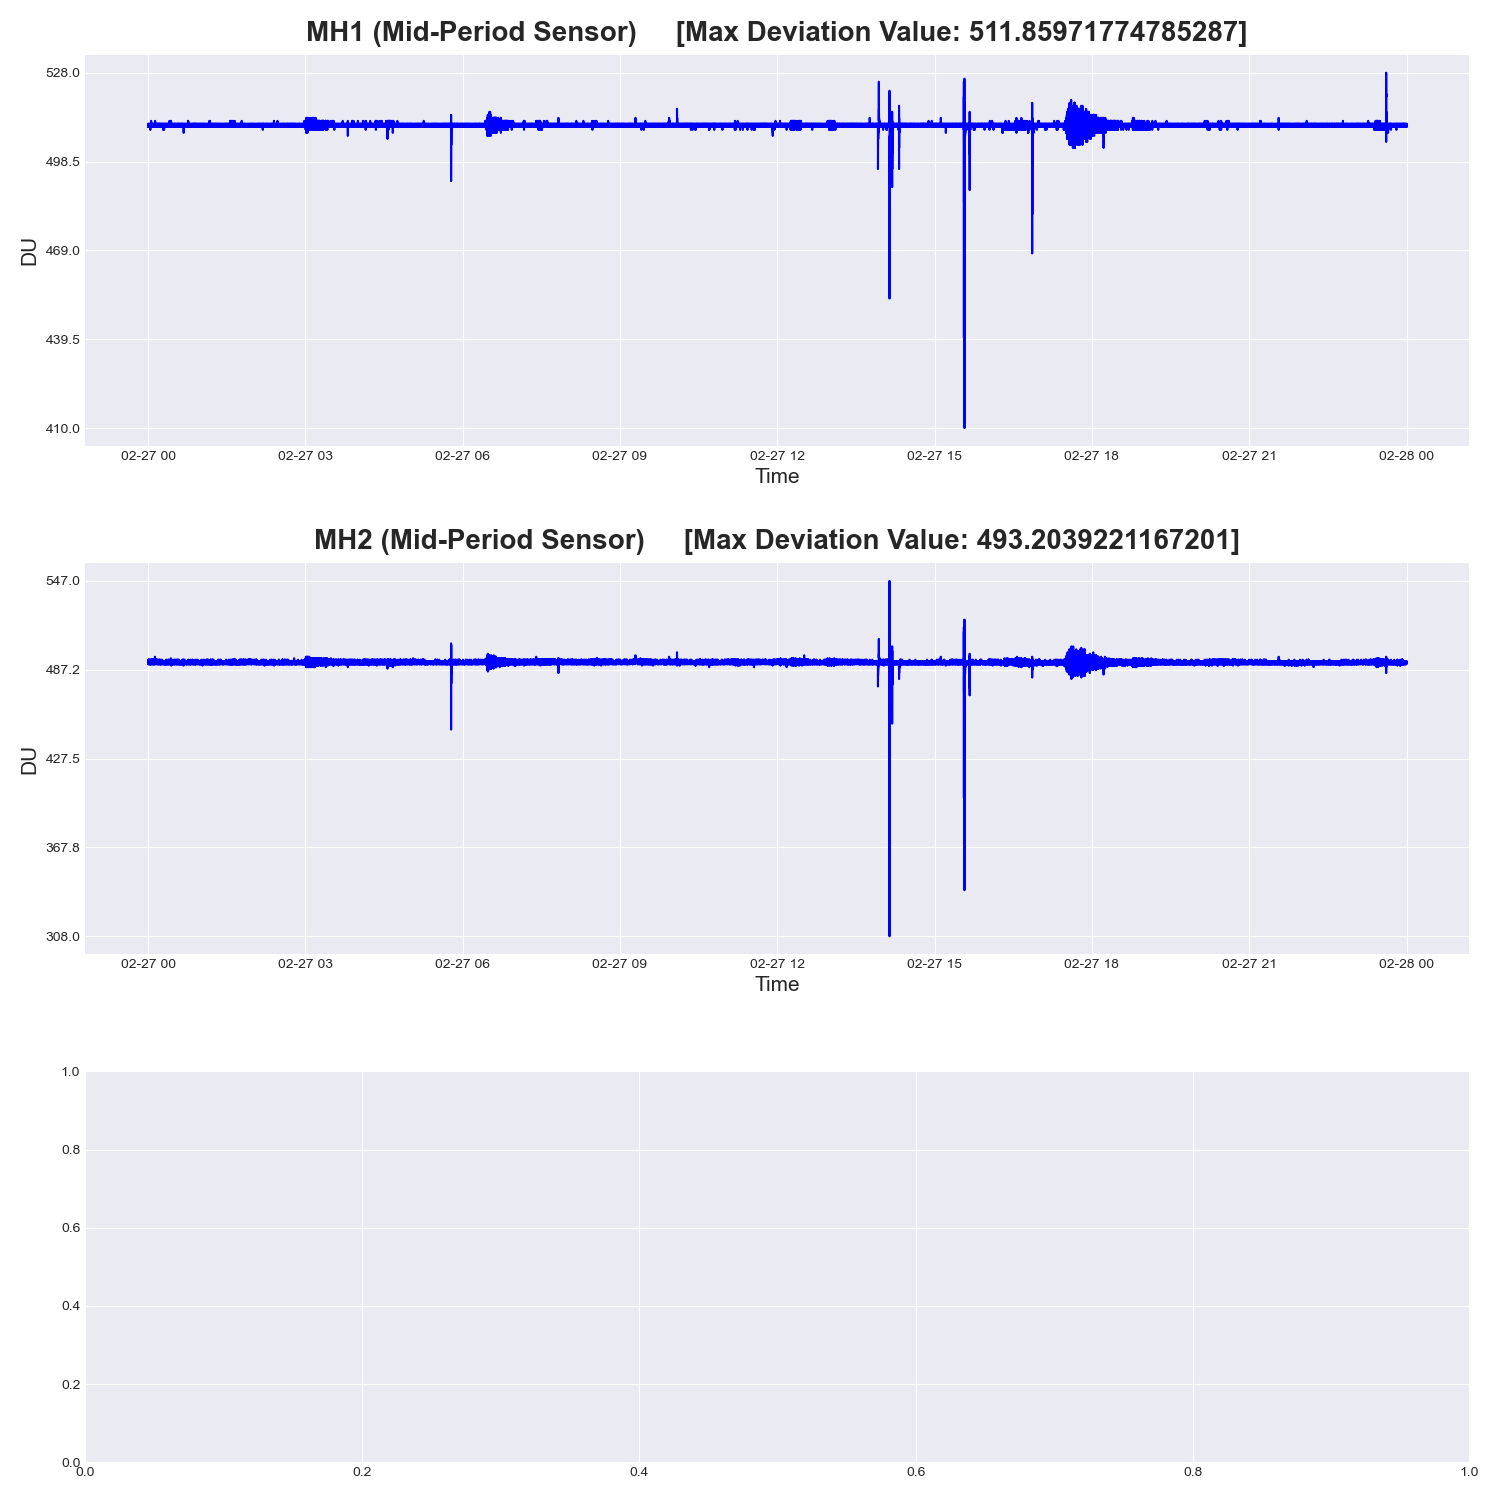 MH1 (Mid-Period Sensor) [Max Deviation Value: 511.85971774785287]
528.0
498.5
469.0
439.5
410.0
DU
02-27 00 02-27 03 02-27 06 02-27 09 02-27 12 02-27 15 02-27 18 02-27 21 02-28 00
Time
MH2 (Mid-Period Sensor) [Max Deviation Value: 493.2039221167201]
547.0
487.2
427.5
367.8
308.0
DU
02-27 00 02-27 03 02-27 06 02-27 09 02-27 12 02-27 15 02-27 18 02-27 21 02-28 00
Time
1.0
0.8
0.6
0.4
0.2
0.0
0.0 0.2 0.4 0.6 0.8 1.0